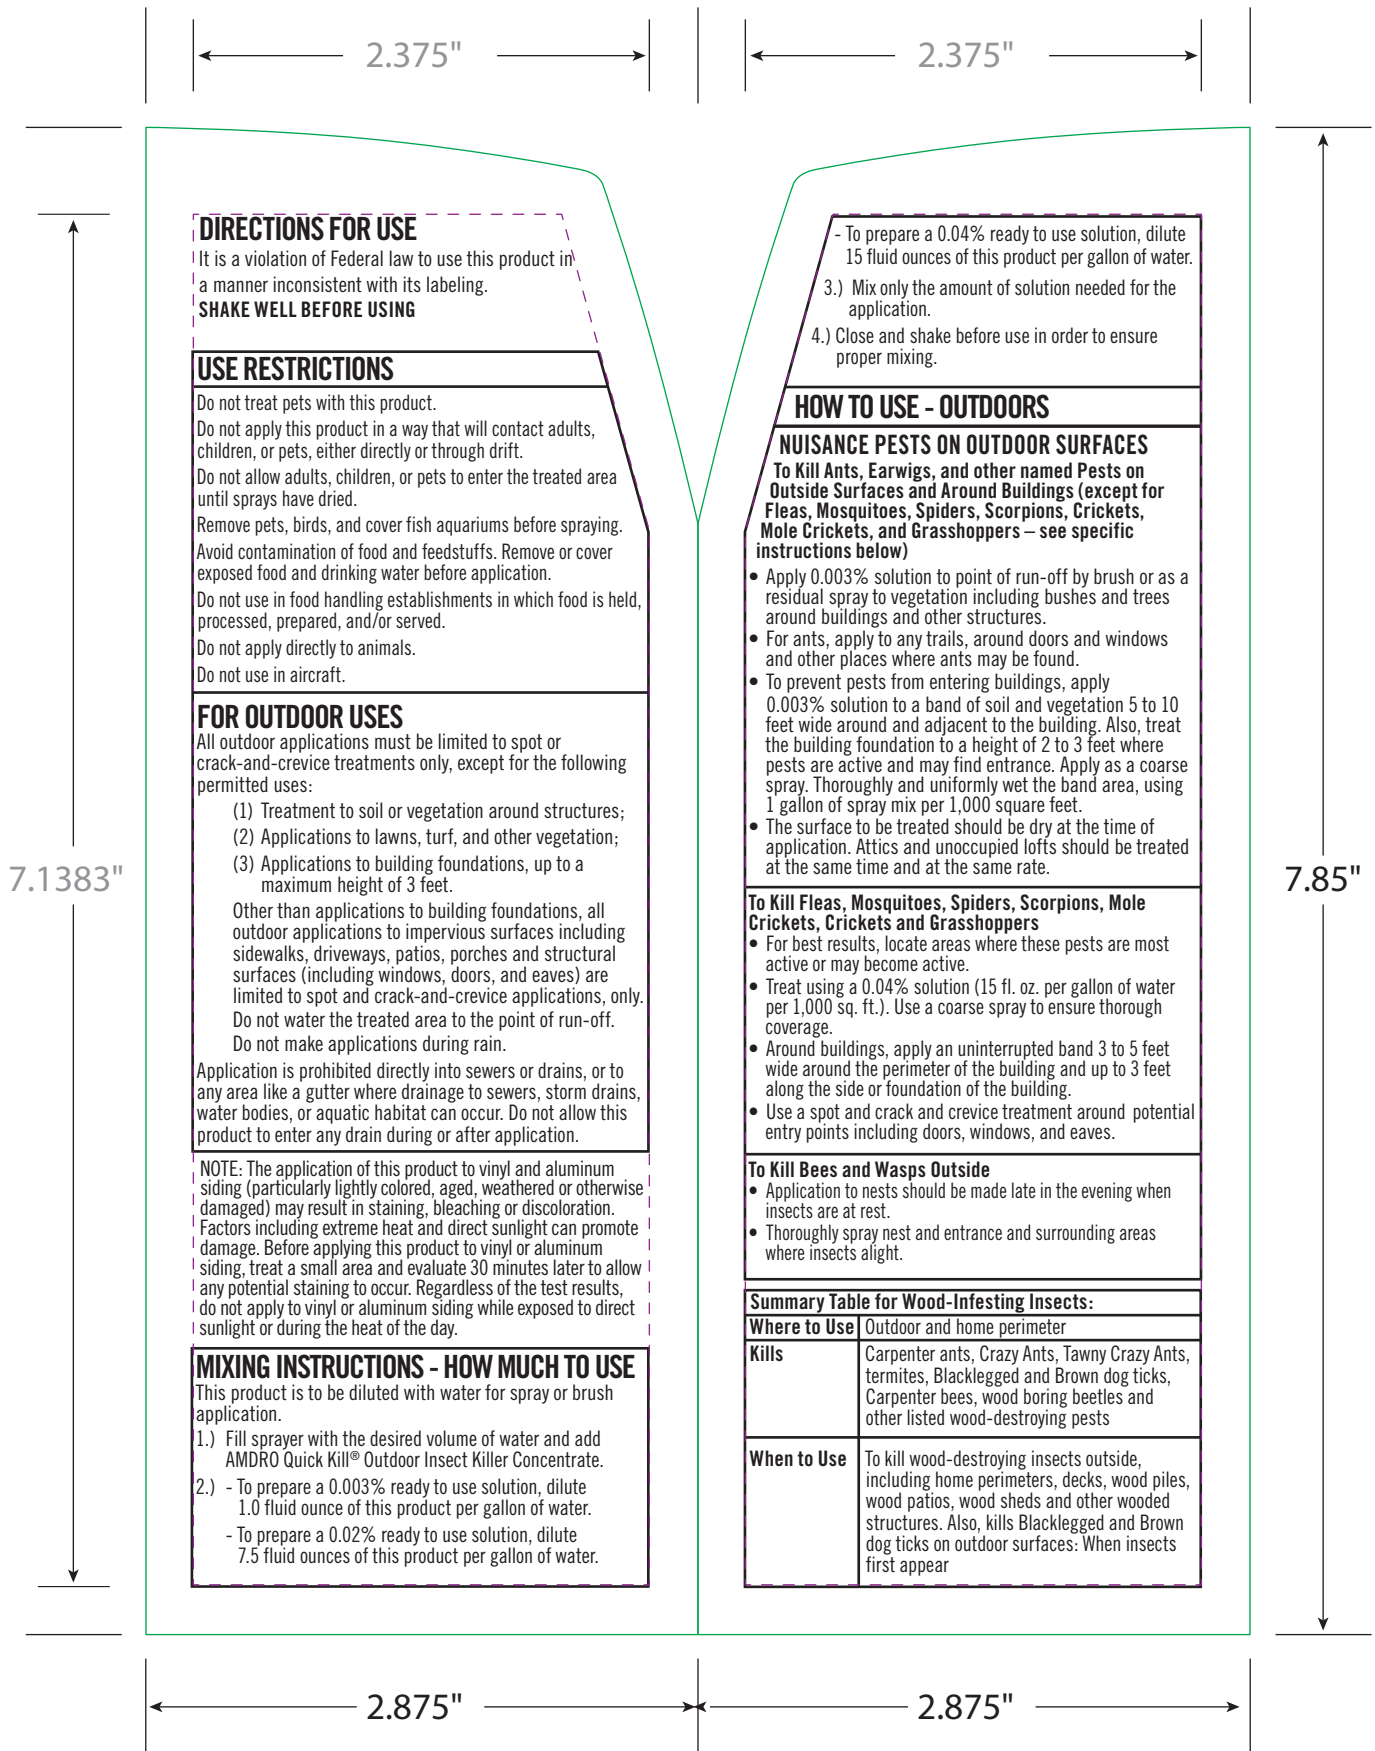 2.375"
2.375"
DIRECTIONS FOR USE
It is a violation of Federal law to use this product in
a manner inconsistent with its labeling.
SHAKE WELL BEFORE USING
USE RESTRICTIONS
Do not treat pets with this product.
Do not apply this product in a way that will contact adults,
children, or pets, either directly or through drift.
Do not allow adults, children, or pets to enter the treated area
until sprays have dried.
Remove pets, birds, and cover fish aquariums before spraying.
Avoid contamination of food and feedstuffs. Remove or cover
exposed food and drinking water before application.
Do not use in food handling establishments in which food is held,
processed, prepared, and/or served.
Do not apply directly to animals.
Do not use in aircraft.
FOR OUTDOOR USES
All outdoor applications must be limited to spot or
crack-and-crevice treatments only, except for the following
permitted uses:
(1) Treatment to soil or vegetation around structures;
(2) Applications to lawns, turf, and other vegetation;
(3) Applications to building foundations, up to a
maximum height of 3 feet.
Other than applications to building foundations, all
outdoor applications to impervious surfaces including
sidewalks, driveways, patios, porches and structural
surfaces (including windows, doors, and eaves) are
limited to spot and crack-and-crevice applications, only.
Do not water the treated area to the point of run-off.
Do not make applications during rain.
Application is prohibited directly into sewers or drains, or to
any area like a gutter where drainage to sewers, storm drains,
water bodies, or aquatic habitat can occur. Do not allow this
product to enter any drain during or after application.
NOTE: The application of this product to vinyl and aluminum
siding (particularly lightly colored, aged, weathered or otherwise
damaged) may result in staining, bleaching or discoloration.
Factors including extreme heat and direct sunlight can promote
damage. Before applying this product to vinyl or aluminum
siding, treat a small area and evaluate 30 minutes later to allow
any potential staining to occur. Regardless of the test results,
do not apply to vinyl or aluminum siding while exposed to direct
sunlight or during the heat of the day.
MIXING INSTRUCTIONS - HOW MUCH TO USE
This product is to be diluted with water for spray or brush
application.
1.) Fill sprayer with the desired volume of water and add
AMDRO Quick Kill® Outdoor Insect Killer Concentrate.
2.) - To prepare a 0.003% ready to use solution, dilute
1.0 fluid ounce of this product per gallon of water.
- To prepare a 0.02% ready to use solution, dilute
7.5 fluid ounces of this product per gallon of water.
- To prepare a 0.04% ready to use solution, dilute
15 fluid ounces of this product per gallon of water.
3.) Mix only the amount of solution needed for the
application.
4.) Close and shake before use in order to ensure
proper mixing.
HOW TO USE - OUTDOORS
NUISANCE PESTS ON OUTDOOR SURFACES
To Kill Ants, Earwigs, and other named Pests on
Outside Surfaces and Around Buildings (except for
Fleas, Mosquitoes, Spiders, Scorpions, Crickets,
Mole Crickets, and Grasshoppers – see specific
instructions below)
• Apply 0.003% solution to point of run-off by brush or as a
residual spray to vegetation including bushes and trees
around buildings and other structures.
• For ants, apply to any trails, around doors and windows
and other places where ants may be found.
• To prevent pests from entering buildings, apply
0.003% solution to a band of soil and vegetation 5 to 10
feet wide around and adjacent to the building. Also, treat
the building foundation to a height of 2 to 3 feet where
pests are active and may find entrance. Apply as a coarse
spray. Thoroughly and uniformly wet the band area, using
1 gallon of spray mix per 1,000 square feet.
• The surface to be treated should be dry at the time of
application. Attics and unoccupied lofts should be treated
at the same time and at the same rate.
To Kill Fleas, Mosquitoes, Spiders, Scorpions, Mole
Crickets, Crickets and Grasshoppers
• For best results, locate areas where these pests are most
active or may become active.
• Treat using a 0.04% solution (15 fl. oz. per gallon of water
per 1,000 sq. ft.). Use a coarse spray to ensure thorough
coverage.
• Around buildings, apply an uninterrupted band 3 to 5 feet
wide around the perimeter of the building and up to 3 feet
along the side or foundation of the building.
• Use a spot and crack and crevice treatment around potential
entry points including doors, windows, and eaves.
To Kill Bees and Wasps Outside
• Application to nests should be made late in the evening when
insects are at rest.
• Thoroughly spray nest and entrance and surrounding areas
where insects alight.
Summary Table for Wood-Infesting Insects:
Where to Use Outdoor and home perimeter
Kills Carpenter ants, Crazy Ants, Tawny Crazy Ants,
termites, Blacklegged and Brown dog ticks,
Carpenter bees, wood boring beetles and
other listed wood-destroying pests
When to Use To kill wood-destroying insects outside,
including home perimeters, decks, wood piles,
wood patios, wood sheds and other wooded
structures. Also, kills Blacklegged and Brown
dog ticks on outdoor surfaces: When insects
first appear
7.1383"
7.85"
2.875"
2.875"